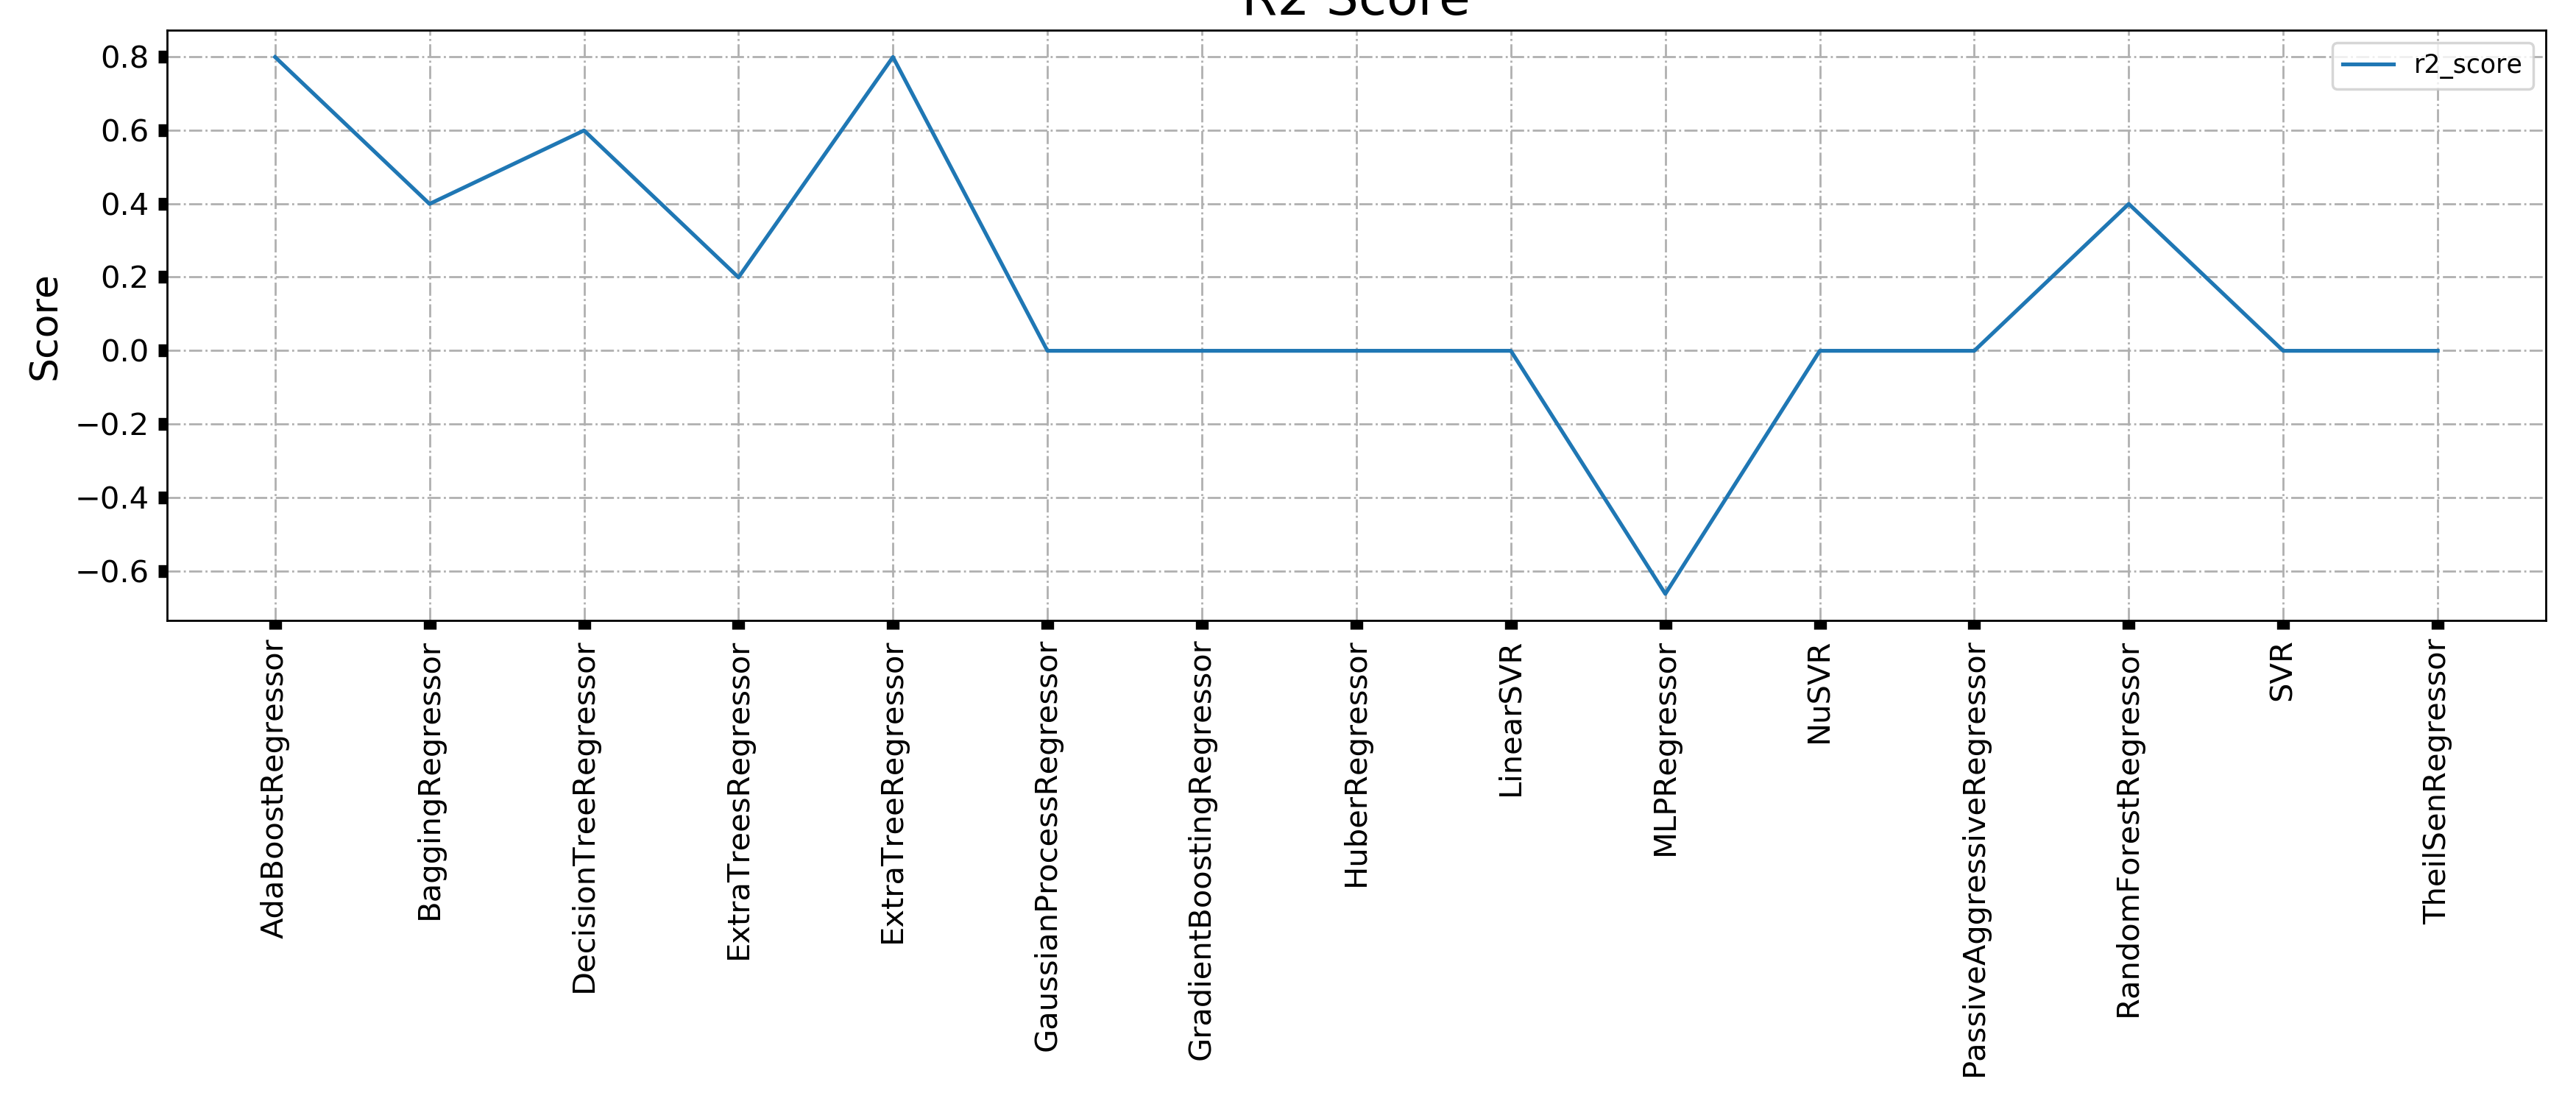 R2 Score
r2_score
Score
0.8
0.6
0.4
0.2
0.0
−0.2
−0.4
−0.6
AdaBoostRegressor
BaggingRegressor
DecisionTreeRegressor
ExtraTreesRegressor
ExtraTreeRegressor
GaussianProcessRegressor
GradientBoostingRegressor
HuberRegressor
LinearSVR
MLPRegressor
NuSVR
PassiveAggressiveRegressor
RandomForestRegressor
SVR
TheilSenRegressor